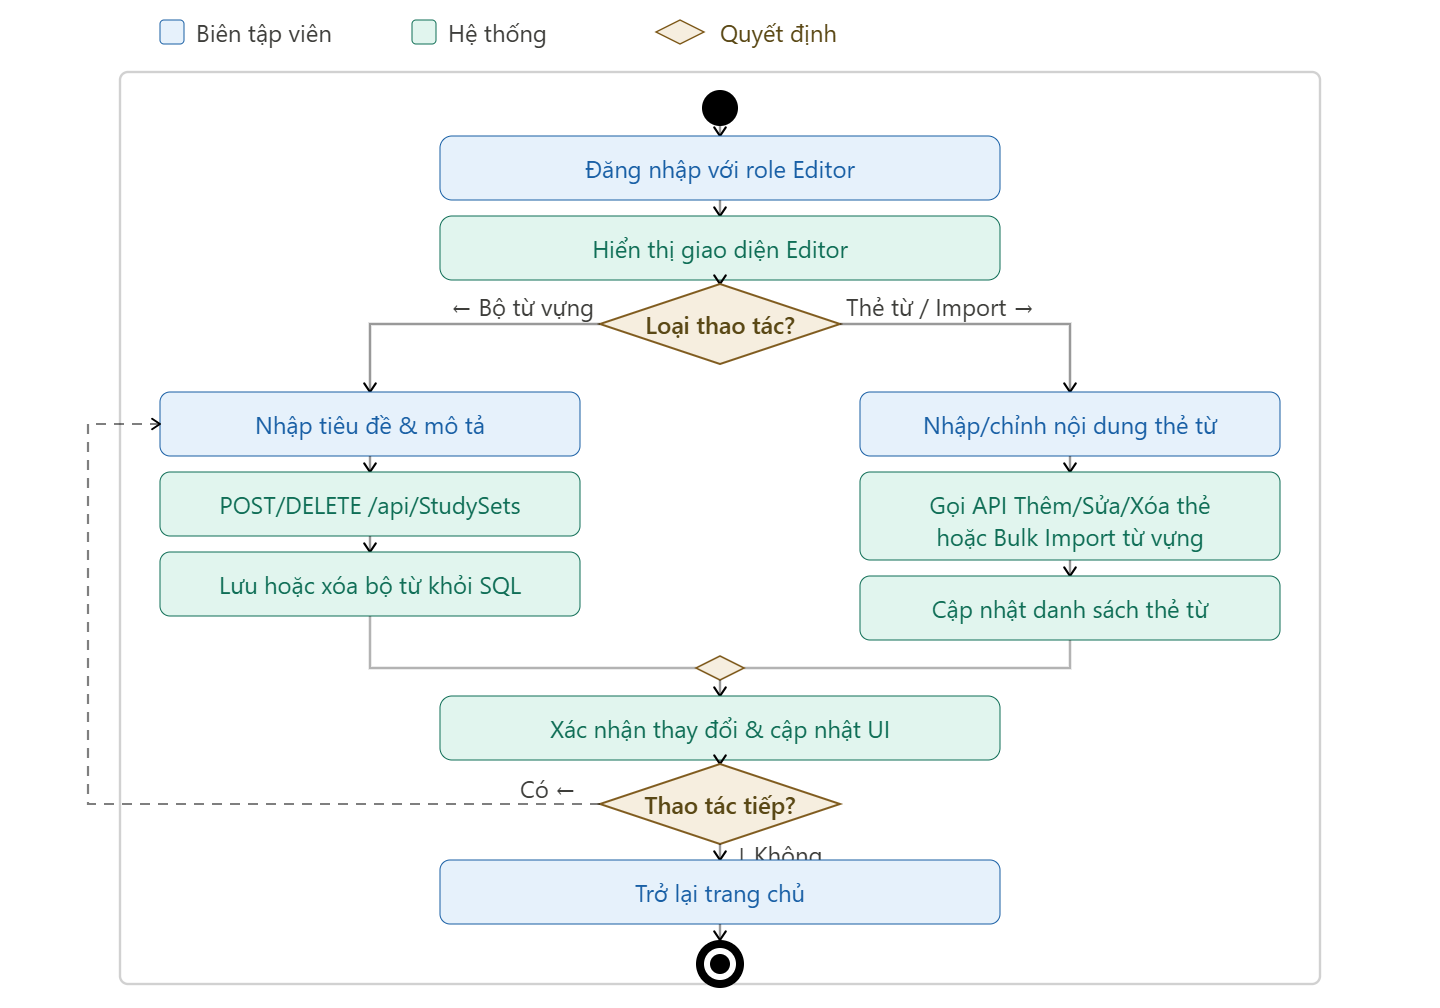 Biên tập viên
Hệ thống
Quyết định
Đăng nhập với role Editor
Hiển thị giao diện Editor
← Bộ từ vựng
Loại thao tác?
Thẻ từ / Import →
Nhập tiêu đề & mô tả
Nhập/chỉnh nội dung thẻ từ
POST/DELETE /api/StudySets
Gọi API Thêm/Sửa/Xóa thẻ
hoặc Bulk Import từ vựng
Lưu hoặc xóa bộ từ khỏi SQL
Cập nhật danh sách thẻ từ
Xác nhận thay đổi & cập nhật UI
Có ←
Thao tác tiếp?
↓ Không
Trở lại trang chủ